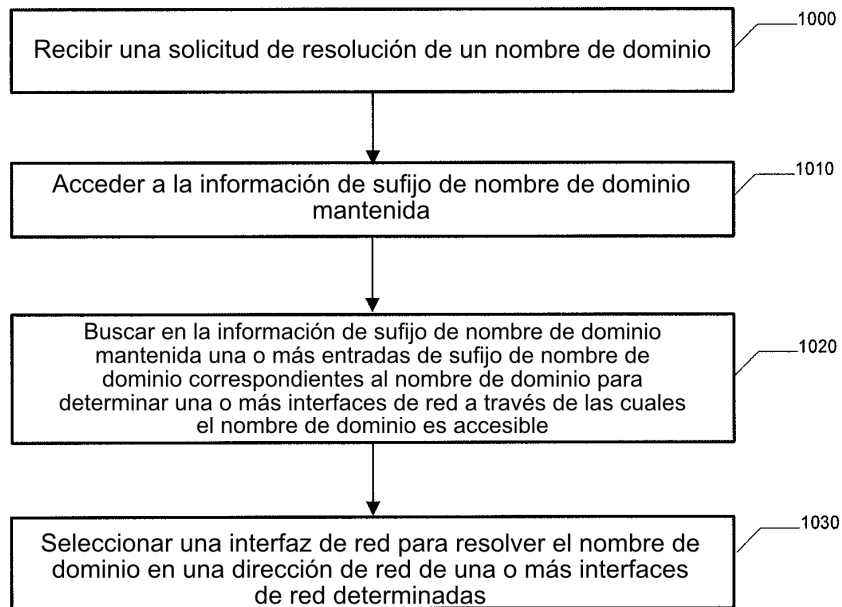 Recibir una solicitud de resolución de un nombre de dominio
1000
Acceder a la información de sufijo de nombre de dominio
mantenida
1010
Buscar en la información de sufijo de nombre de dominio
mantenida una o más entradas de sufijo de nombre de
dominio correspondientes al nombre de dominio para
determinar una o más interfaces de red a través de las cuales
el nombre de dominio es accesible
1020
Seleccionar una interfaz de red para resolver el nombre de
dominio en una dirección de red de una o más interfaces
de red determinadas
1030